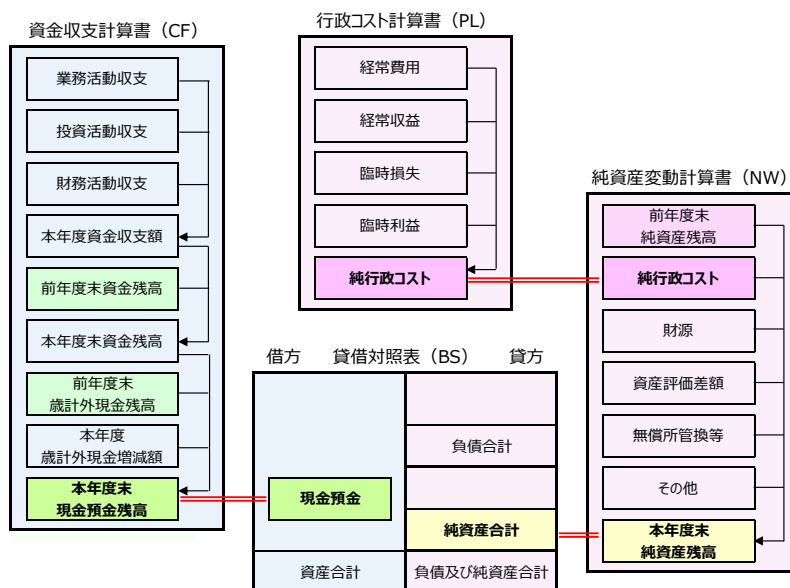 資金収支計算書（CF）
業務活動収支
投資活動収支
財務活動収支
本年度資金収支額
前年度末資金残高
本年度末資金残高
前年度末
歳計外現金残高
本年度
歳計外現金増減額
本年度末
現金預金残高
行政コスト計算書（PL）
経常費用
経常収益
臨時損失
臨時利益
純行政コスト
純資産変動計算書（NW）
前年度末
純資産残高
純行政コスト
財源
資産評価差額
無償所管換等
その他
本年度末
純資産残高
借方 貸借対照表（BS） 貸方
負債合計
現金預金
純資産合計
資産合計
負債及び純資産合計